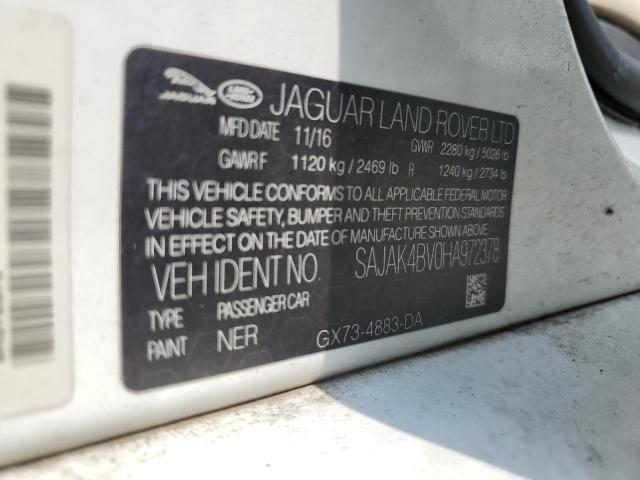 JAGUAR LAND ROVER JAGUAR LAND ROVER LTD
MFD DATE 11/16 GVWR 2280 kg / 5026 lb
GAWR F 1120 kg / 2469 lb R 1240 kg / 2734 lb
THIS VEHICLE CONFORMS TO ALL APPLICABLE FEDERAL MOTOR
VEHICLE SAFETY, BUMPER AND THEFT PREVENTION STANDARDS
IN EFFECT ON THE DATE OF MANUFACTURE SHOWN ABOVE.
VEH IDENT NO. SAJAK4BV0HA972378
TYPE PASSENGER CAR
PAINT NER GX73-4883-DA